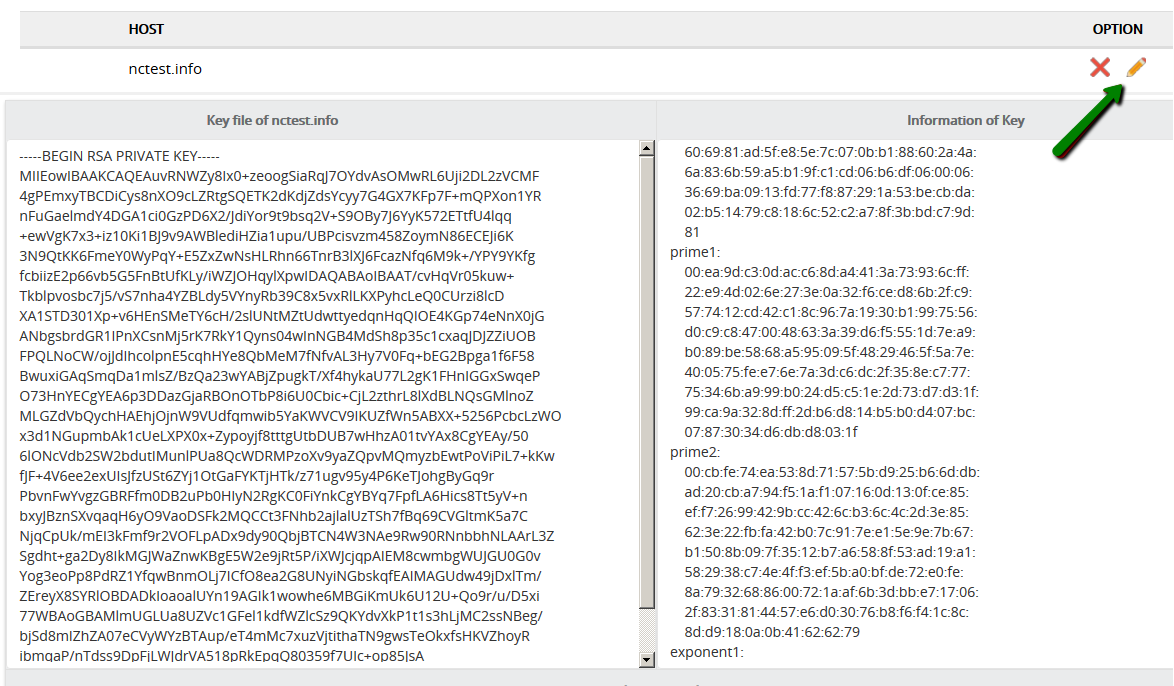 HOST OPTION
nctest.info
Key file of nctest.info
-----BEGIN RSA PRIVATE KEY-----
MIIEowIBAAKCAQEAuvRNWZy8Ix0+zeoogSiaRqJ7OYdvAsOMwRL6Uji2DL2zVCMF
4gPEmxyTBCDiCys8nXO9cLZRtgSQETK2dKdjZdsYcyy7G4GX7KFp7F+mQPXon1YR
nFuGaelmdY4DGA1ci0GzPD6X2/JdiYor9t9bsq2V+S9OBy7J6YyK572ETtfU4lqq
+ewVgK7x3+iz10Ki1BJ9v9AWBlediHZia1upu/UBPcisvzm458ZoymN86ECEJi6K
3N9QtKK6FmeY0WyPqY+E5ZxZwNsHLRhn66TnrB3lXJ6FcazNfq6M9k+/YPY9YKfg
fcbiizE2p66vb5G5FnBtUfKLy/iWZJOHqylXpwIDAQABAoIBAAT/cvHqVr05kuw+
Tkblpvosbc7j5/vS7nha4YZBLdy5VYnyRb39C8x5vxRlLKXPyhcLeQ0CUrzi8lcD
XA1STD301Xp+v6HEnSMeTY6cH/2slUNtMZtUdwttyedqnHqQIOE4KGp74eNnX0jG
ANbgsbrdGR1IPnXCsnMj5rK7RkY1Qyns04wInNGB4MdSh8p35c1cxaqJDJZZiUOB
FPQLNoCW/ojJdIhcolpnE5cqhHYe8QbMeM7fNfvAL3Hy7V0Fq+bEG2Bpga1f6F58
BwuxiGAqSmqDa1mlsZ/BzQa23wYABjZpugkT/Xf4hykaU77L2gK1FHnIGGxSwqeP
O73HnYECgYEA6p3DDazGjaRBOnOTbP8i6U0Cbic+CjL2zthrL8lXdBLNQsGMlnoZ
MLGZdVbQychHAEhjOjnW9VUdfqmwib5YaKWVCV9IKUZfWn5ABXX+5256PcbcLzWO
x3d1NGupmbAk1cUeLXPX0x+Zypoyjf8tttgUtbDUB7wHhzA01tvYAx8CgYEAy/50
6lONcVdb2SW2bdutIMunlPUa8QcWDRMPzoXv9yaZQpvMQmyzbEwtPoViPiL7+kKw
fJF+4V6ee2exUIsJfzUSt6ZYj1OtGaFYKTjHTk/z71ugv95y4P6KeTJohgByGq9r
PbvnFwYvgzGBRFfm0DB2uPb0HIyN2RgKC0FiYnkCgYBYq7FpfLA6Hics8Tt5yV+n
bxyJBznSXvqaqH6yO9VaoDSFk2MQCCt3FNhb2ajlalUzTSh7fBq69CVGltmK5a7C
NjqCpUk/mEI3kFmf9r2VOFLpADx9dy90QbjBTCN4W3NAe9Rw90RNnbbhNLAArL3Z
Sgdht+ga2Dy8IkMGJWaZnwKBgE5W2e9jRt5P/iXWJcjqpAIEM8cwmbgWUJGU0G0v
Yog3eoPp8PdRZ1YfqwBnmOLj7ICfO8ea2G8UNyiNGbskqfEAIMAGUdw49jDxlTm/
ZEreyX8SYRlOBDADkIoaoalUYn19AGIk1wowhe6MBGiKmUk6U12U+Qo9r/u/D5xi
77WBAoGBAMlmUGLUa8UZVc1GFel1kdfWZlcSz9QKYdvXkP1t1s3hLjMC2ssNBeg/
bjSd8mIZhZA07eCVyWYzBTAup/eT4mMc7xuzVjtithaTN9gwsTeOkxfsHKVZhoyR
ibmqaP/nTdss9DpFjLWJdrVA518pRkEpqQ80359f7UIc+op85JsA
Information of Key
60:69:81:ad:5f:e8:5e:7c:07:0b:b1:88:60:2a:4a:
6a:83:6b:59:a5:b1:9f:c1:cd:06:b6:df:06:00:06:
36:69:ba:09:13:fd:77:f8:87:29:1a:53:be:cb:da:
02:b5:14:79:c8:18:6c:52:c2:a7:8f:3b:bd:c7:9d:
81
prime1:
00:ea:9d:c3:0d:ac:c6:8d:a4:41:3a:73:93:6c:ff:
22:e9:4d:02:6e:27:3e:0a:32:f6:ce:d8:6b:2f:c9:
57:74:12:cd:42:c1:8c:96:7a:19:30:b1:99:75:56:
d0:c9:c8:47:00:48:63:3a:39:d6:f5:55:1d:7e:a9:
b0:89:be:58:68:a5:95:09:5f:48:29:46:5f:5a:7e:
40:05:75:fe:e7:6e:7a:3d:c6:dc:2f:35:8e:c7:77:
75:34:6b:a9:99:b0:24:d5:c5:1e:2d:73:d7:d3:1f:
99:ca:9a:32:8d:ff:2d:b6:d8:14:b5:b0:d4:07:bc:
07:87:30:34:d6:db:d8:03:1f
prime2:
00:cb:fe:74:ea:53:8d:71:57:5b:d9:25:b6:6d:db:
ad:20:cb:a7:94:f5:1a:f1:07:16:0d:13:0f:ce:85:
ef:f7:26:99:42:9b:cc:42:6c:b3:6c:4c:2d:3e:85:
62:3e:22:fb:fa:42:b0:7c:91:7e:e1:5e:9e:7b:67:
b1:50:8b:09:7f:35:12:b7:a6:58:8f:53:ad:19:a1:
58:29:38:c7:4e:4f:f3:ef:5b:a0:bf:de:72:e0:fe:
8a:79:32:68:86:00:72:1a:af:6b:3d:bb:e7:17:06:
2f:83:31:81:44:57:e6:d0:30:76:b8:f6:f4:1c:8c:
8d:d9:18:0a:0b:41:62:62:79
exponent1: